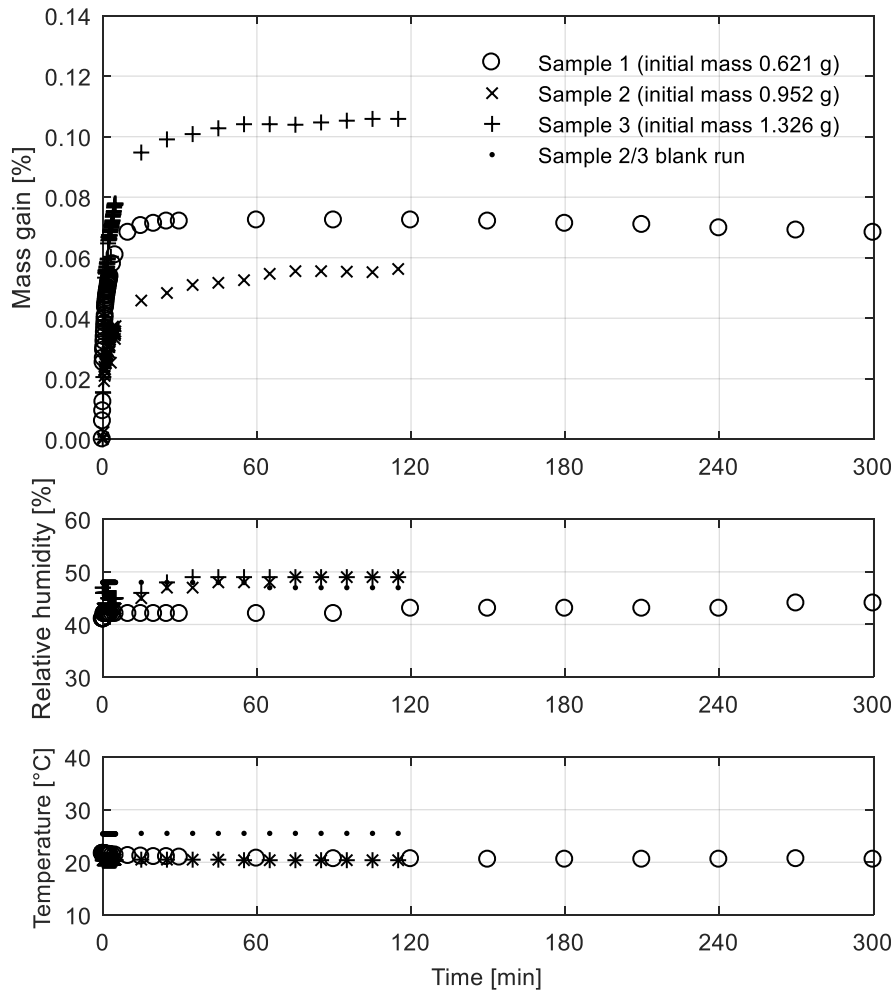 0.14
0.12
0.10
0.08
0.06
0.04
0.02
0.00
Mass gain [%]
Sample 1 (initial mass 0.621 g)
Sample 2 (initial mass 0.952 g)
Sample 3 (initial mass 1.326 g)
Sample 2/3 blank run
0 60 120 180 240 300
60
50
40
30
Relative humidity [%]
0 60 120 180 240 300
40
30
20
10
Temperature [°C]
0 60 120 180 240 300
Time [min]